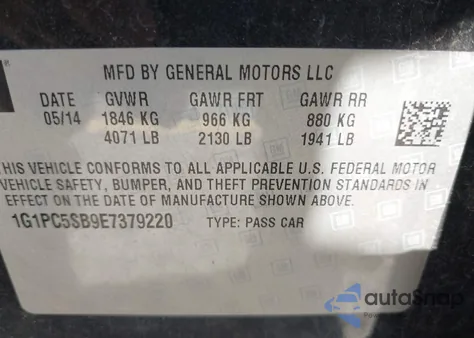 MFD BY GENERAL MOTORS LLC
DATE GVWR GAWR FRT GAWR RR
05/14 1846 KG 966 KG 880 KG
4071 LB 2130 LB 1941 LB
THIS VEHICLE CONFORMS TO ALL APPLICABLE U.S. FEDERAL MOTOR
VEHICLE SAFETY, BUMPER, AND THEFT PREVENTION STANDARDS
IN EFFECT ON THE DATE OF MANUFACTURE SHOWN ABOVE.
1G1PC5SB9E7379220 TYPE: PASS CAR
autoSnap